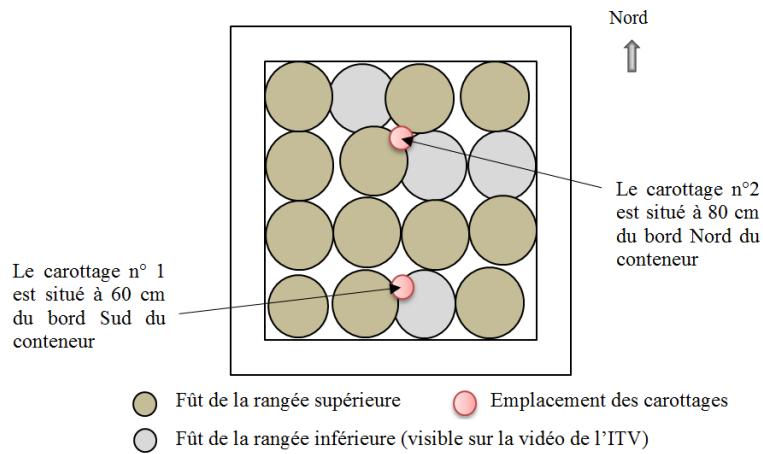 Nord
Le carottage n°2
est situé à 80 cm
du bord Nord du
conteneur
Le carottage n° 1
est situé à 60 cm
du bord Sud du
conteneur
Fût de la rangée supérieure
Emplacement des carottages
Fût de la rangée inférieure (visible sur la vidéo de l'ITV)